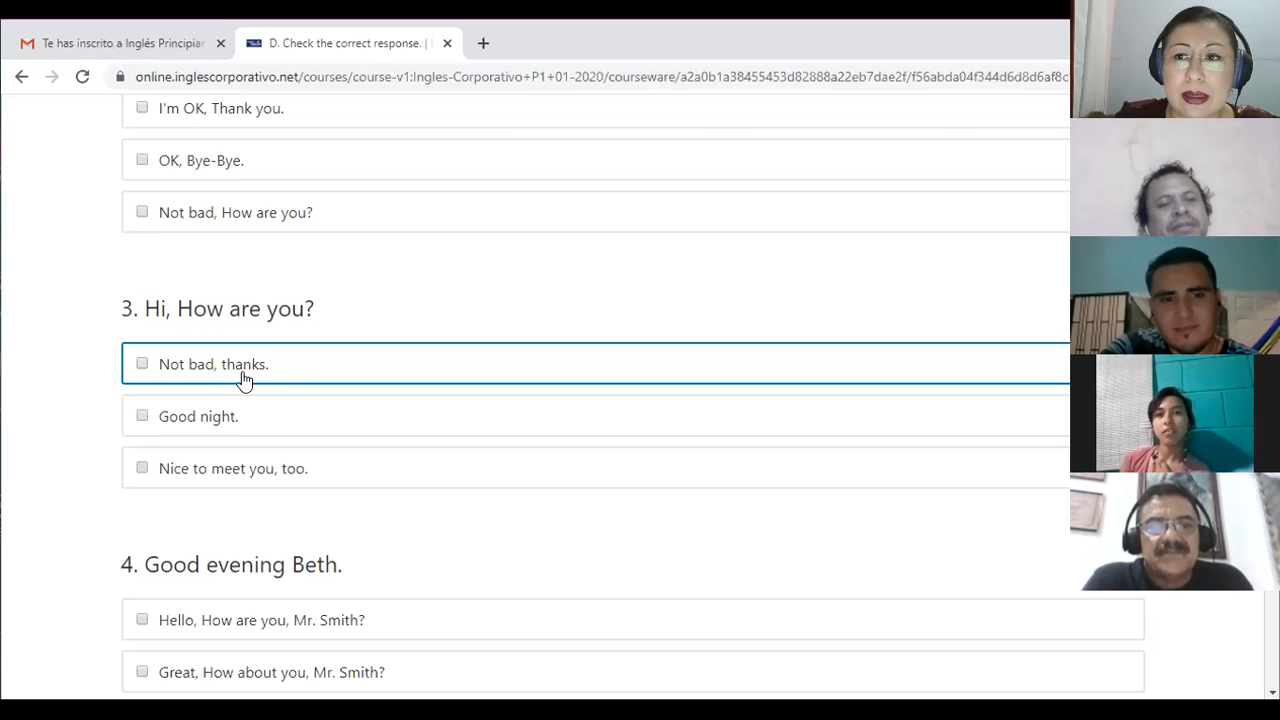 Te has inscrito a Inglés Principiar
D. Check the correct response. |
online.inglescorporativo.net/courses/course-v1:Ingles-Corporativo+P1+01-2020/courseware/a2a0b1a38455453d82888a22eb7dae2f/f56abda04f344d6d8d6af8c
I'm OK, Thank you.
OK, Bye-Bye.
Not bad, How are you?
3. Hi, How are you?
Not bad, thanks.
Good night.
Nice to meet you, too.
4. Good evening Beth.
Hello, How are you, Mr. Smith?
Great, How about you, Mr. Smith?